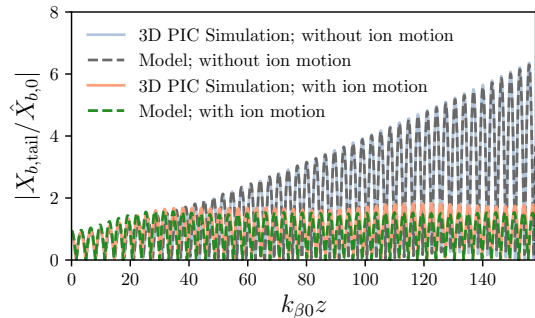 8
6
4
2
0
|X_{b,tail}/X̂_{b,0}|
3D PIC Simulation; without ion motion
Model; without ion motion
3D PIC Simulation; with ion motion
Model; with ion motion
0 20 40 60 80 100 120 140
k_{β0}z